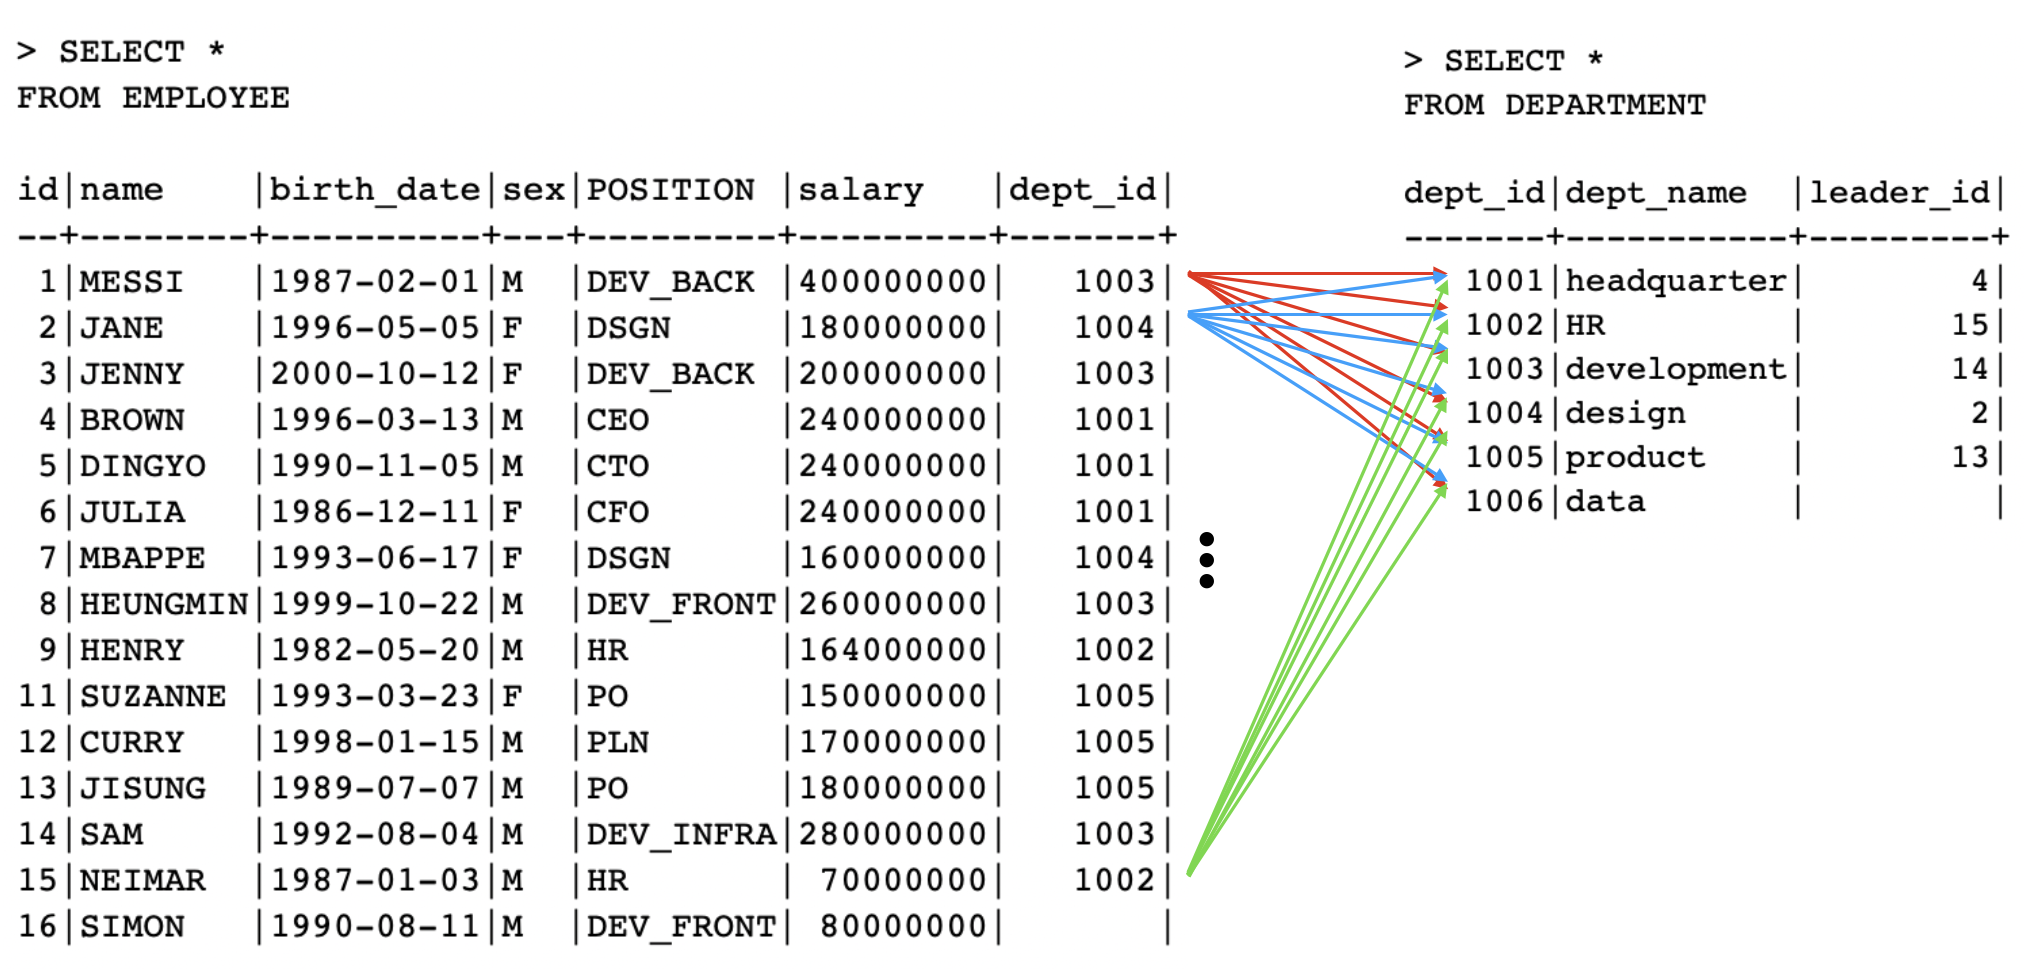 > SELECT *
FROM EMPLOYEE
id|name    |birth_date|sex|POSITION |salary   |dept_id|
--+--------+----------+---+---------+---------+-------+
 1|MESSI   |1987-02-01|M  |DEV_BACK |400000000|   1003|
 2|JANE    |1996-05-05|F  |DSGN     |180000000|   1004|
 3|JENNY   |2000-10-12|F  |DEV_BACK |200000000|   1003|
 4|BROWN   |1996-03-13|M  |CEO      |240000000|   1001|
 5|DINGYO  |1990-11-05|M  |CTO      |240000000|   1001|
 6|JULIA   |1986-12-11|F  |CFO      |240000000|   1001|
 7|MBAPPE  |1993-06-17|F  |DSGN     |160000000|   1004|
 8|HEUNGMIN|1999-10-22|M  |DEV_FRONT|260000000|   1003|
 9|HENRY   |1982-05-20|M  |HR       |164000000|   1002|
11|SUZANNE |1993-03-23|F  |PO       |150000000|   1005|
12|CURRY   |1998-01-15|M  |PLN      |170000000|   1005|
13|JISUNG  |1989-07-07|M  |PO       |180000000|   1005|
14|SAM     |1992-08-04|M  |DEV_INFRA|280000000|   1003|
15|NEIMAR  |1987-01-03|M  |HR       | 70000000|   1002|
16|SIMON   |1990-08-11|M  |DEV_FRONT| 80000000|       |
> SELECT *
FROM DEPARTMENT
dept_id|dept_name  |leader_id|
-------+-----------+---------+
   1001|headquarter|        4|
   1002|HR         |       15|
   1003|development|       14|
   1004|design     |        2|
   1005|product    |       13|
   1006|data       |         |